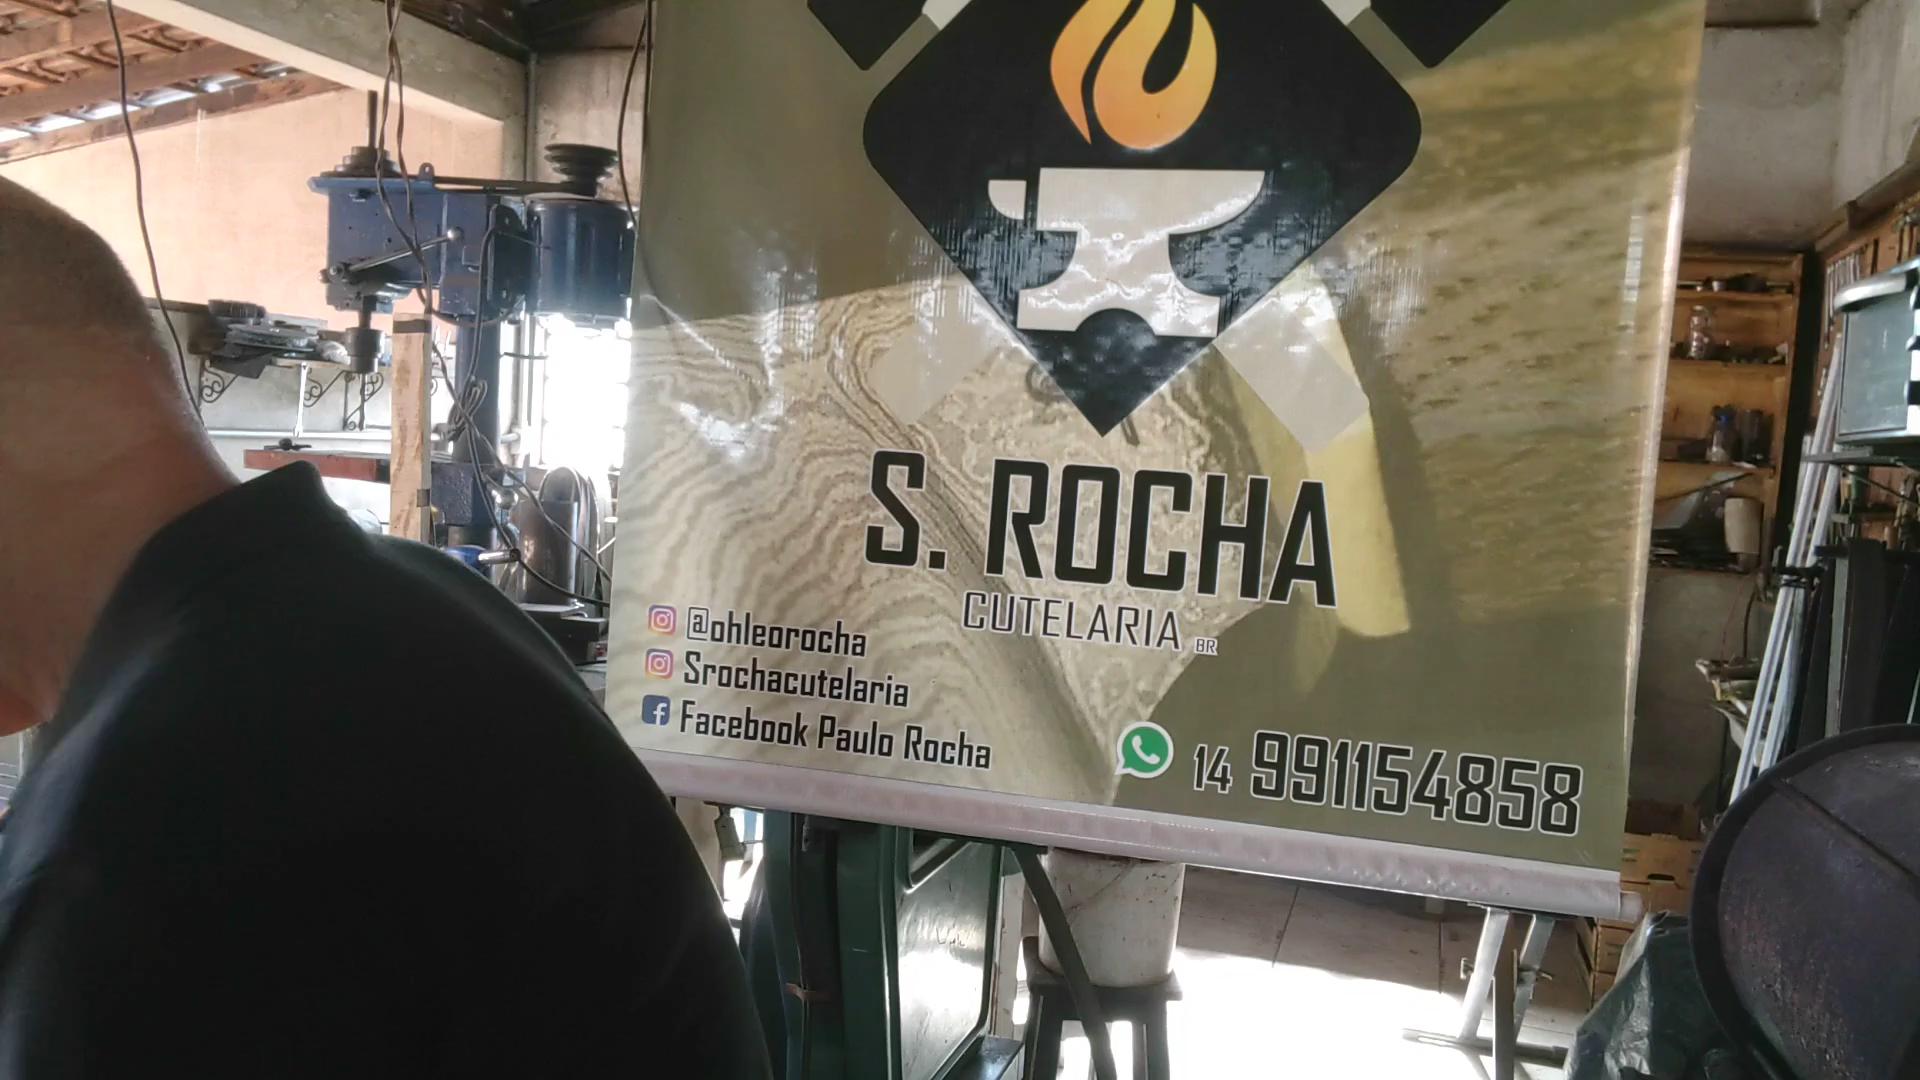 S. ROCHA
CUTELARIA BR
@ohleorocha
Srochacutelaria
Facebook Paulo Rocha
14 991154858